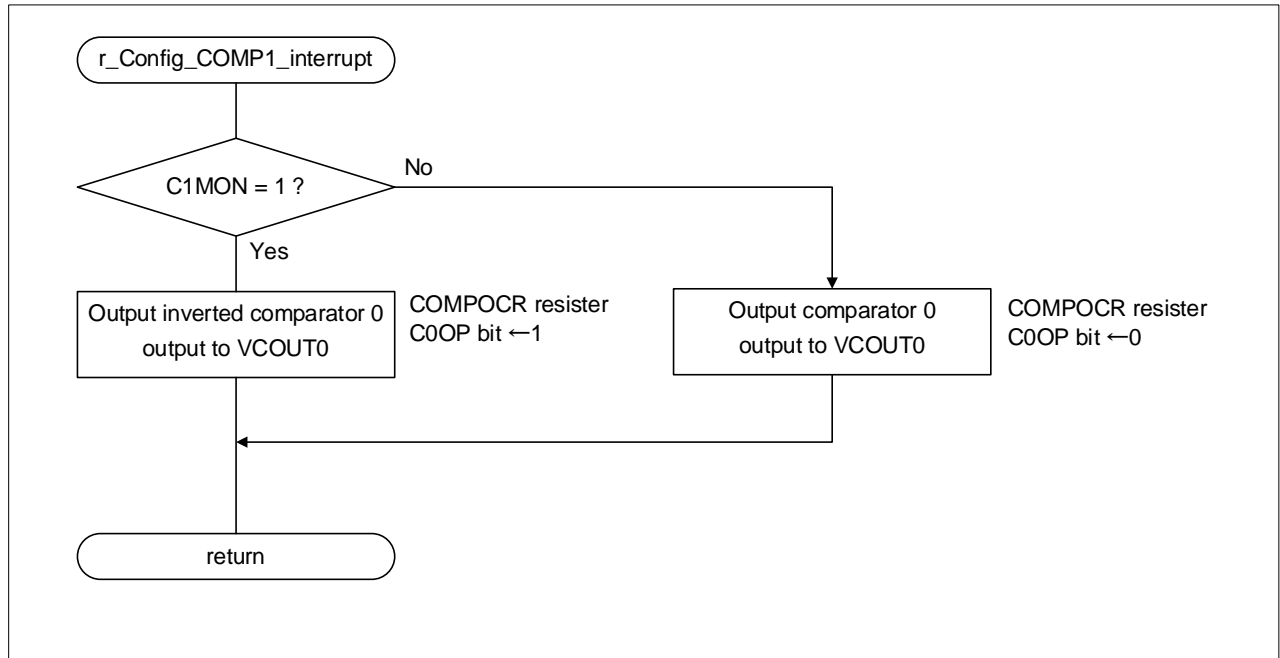 r_Config_COMP1_interrupt
C1MON = 1 ?
No
Yes
Output inverted comparator 0
output to VCOUT0
COMPOCR resister
C0OP bit ←1
Output comparator 0
output to VCOUT0
COMPOCR resister
C0OP bit ←0
return